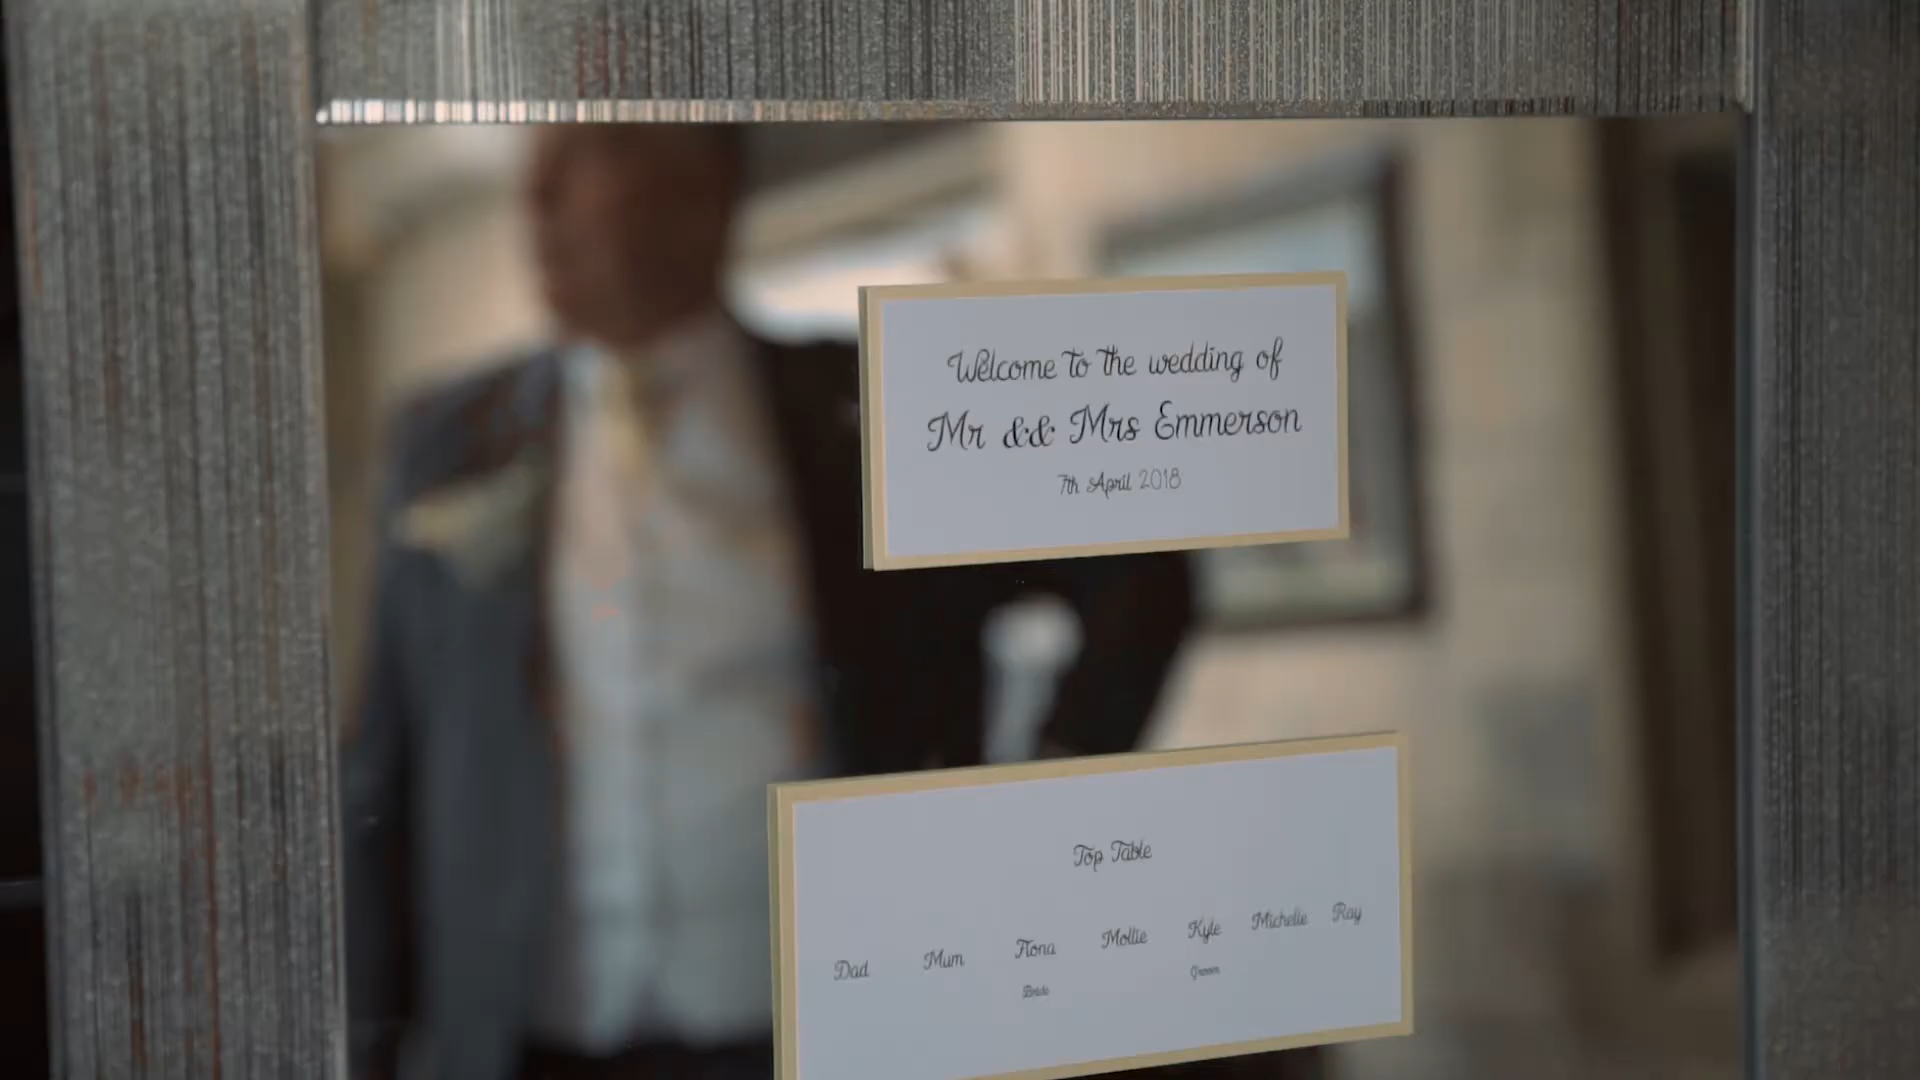 Welcome to the wedding of
Mr && Mrs Emmerson
7th April 2018
Top Table
Dad Mum Fiona Mollie Kyle Michelle Ray
Bride Groom